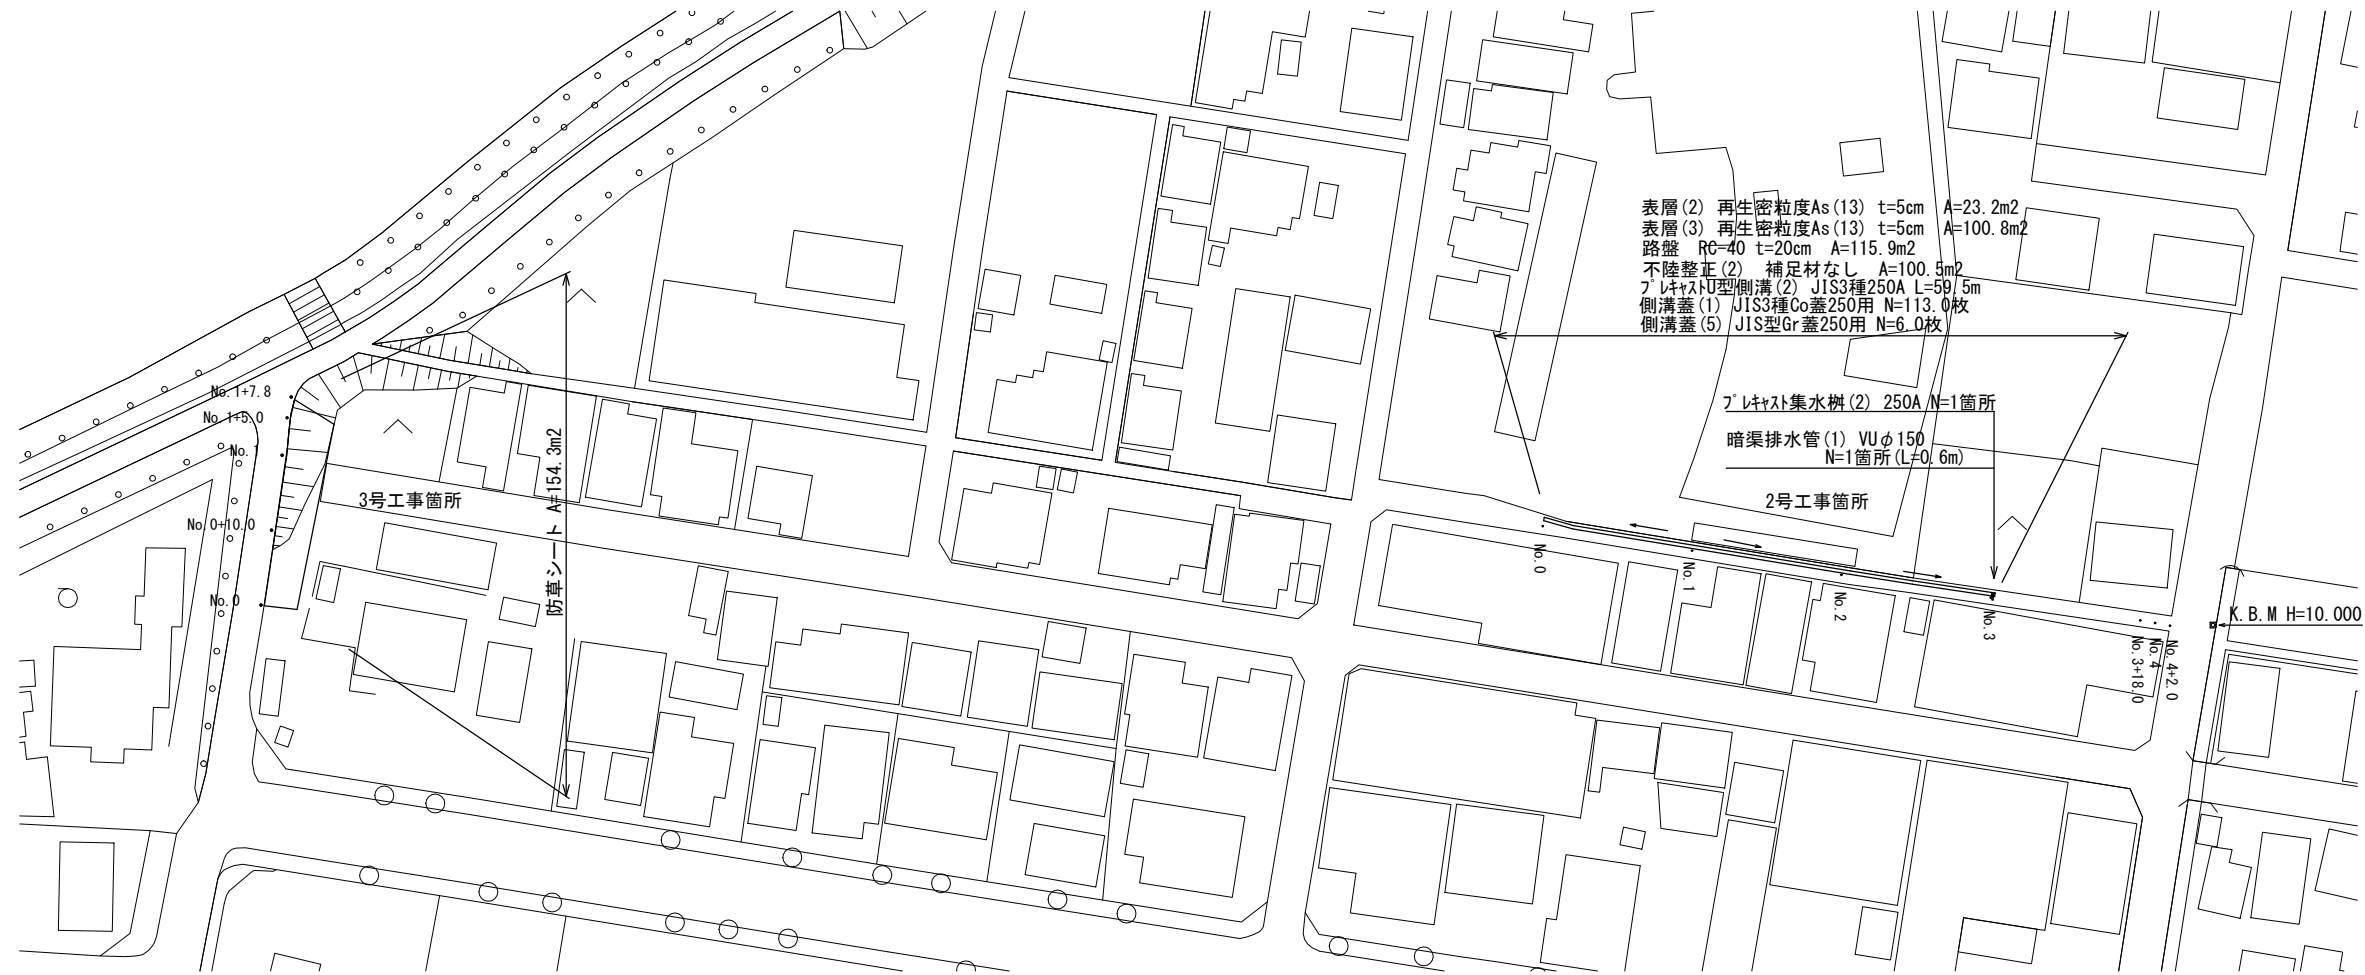 表層(2) 再生密粒度As(13) t=5cm A=23.2m2
表層(3) 再生密粒度As(13) t=5cm A=100.8m2
路盤 RC-40 t=20cm A=115.9m2
不陸整正(2) 補足材なし A=100.5m2
プレキャストU型側溝(2) JIS3種250A L=59.5m
側溝蓋(1) JIS3種Co蓋250用 N=113.0枚
側溝蓋(5) JIS型Gr蓋250用 N=6.0枚
プレキャスト集水桝(2) 250A N=1箇所
暗渠排水管(1) VUφ150
N=1箇所(L=0.6m)
2号工事箇所
No.0
No.1
No.2
No.3
No.3+18.0
No.4
No.4+2.0
K.B.M H=10.000
No.1+7.8
No.1+5.0
No.1
No.0+10.0
No.0
3号工事箇所
防草シート A=154.3m2